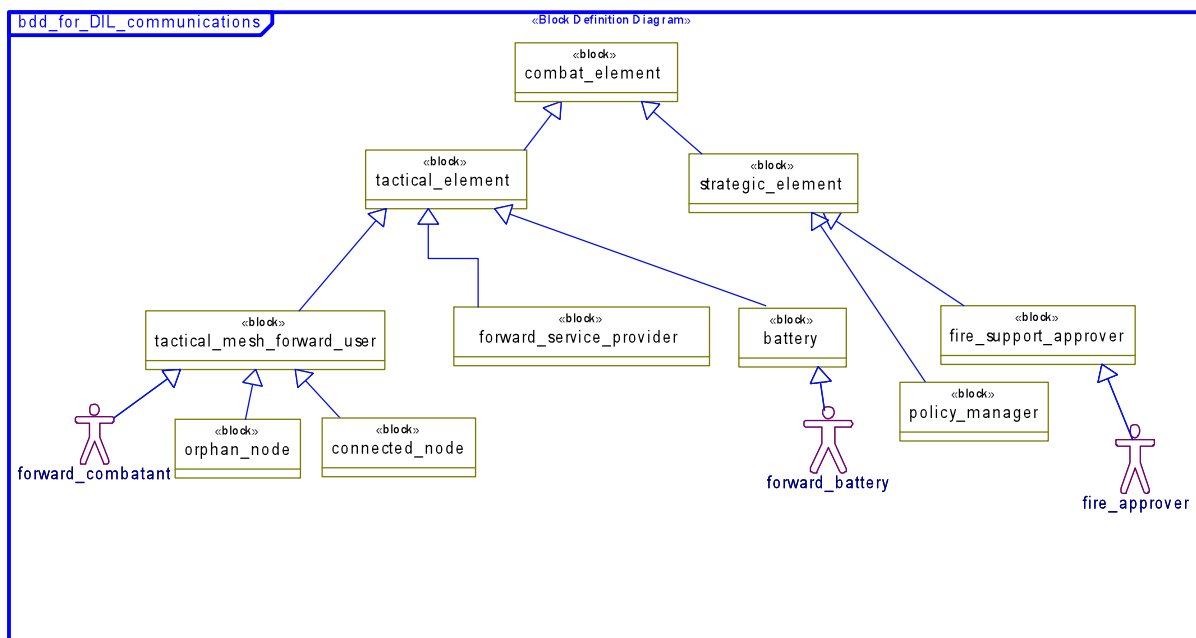 bdd_for_DIL_communications
«Block Definition Diagram»
«block»
combat_element
«block»
tactical_element
«block»
strategic_element
«block»
tactical_mesh_forward_user
«block»
forward_service_provider
«block»
battery
«block»
fire_support_approver
«block»
policy_manager
«block»
orphan_node
«block»
connected_node
forward_combatant
forward_battery
fire_approver